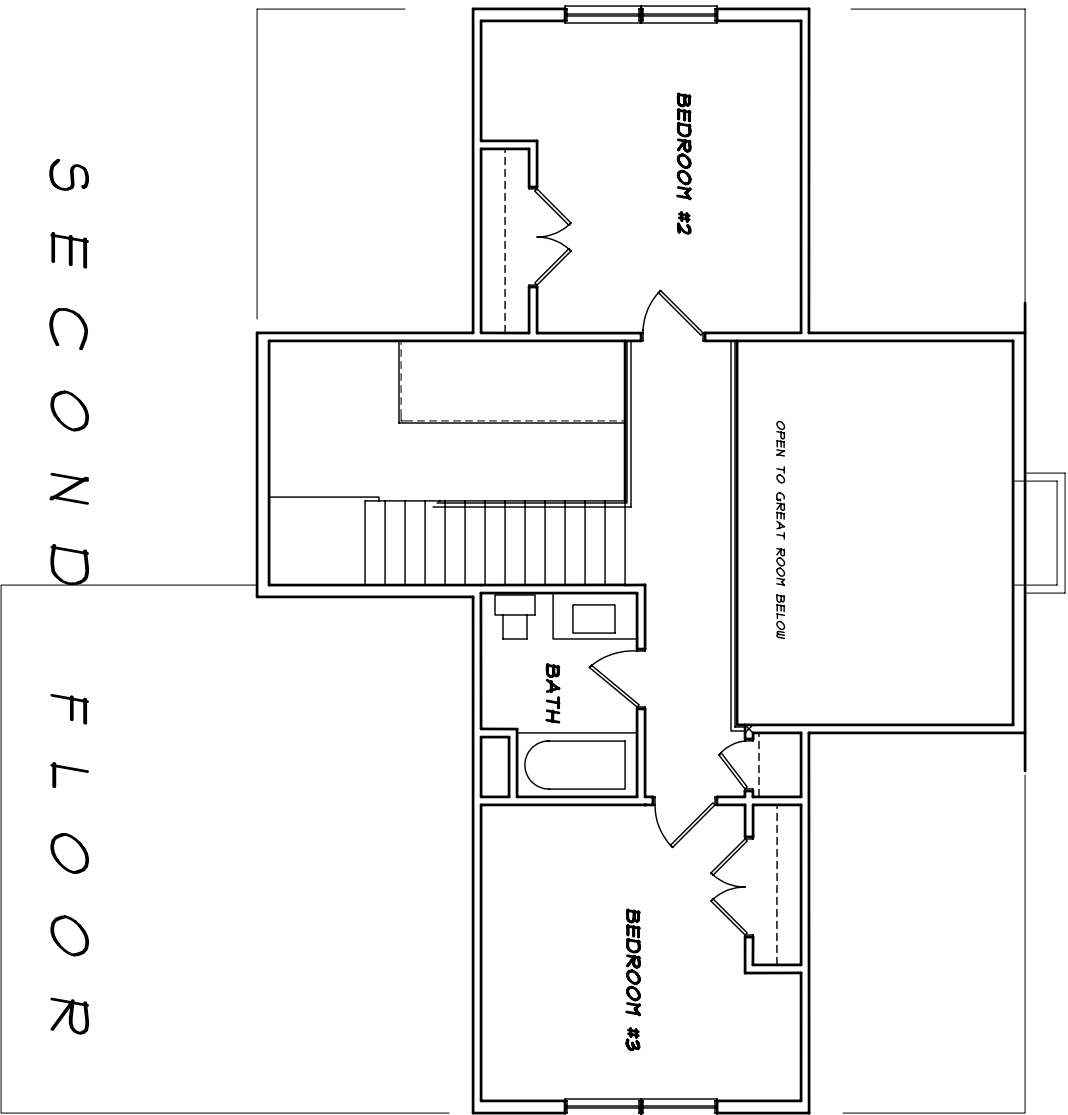 OPEN TO GREAT ROOM BELOW
BEDROOM #2
BEDROOM #3
BATH
SECOND FLOOR